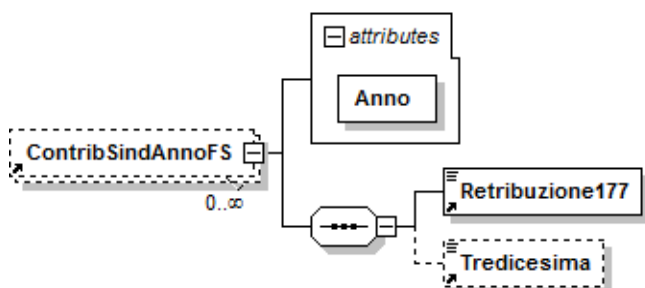 attributes
Anno
ContribSindAnnoFS
0..∞
Retribuzione177
Tredicesima